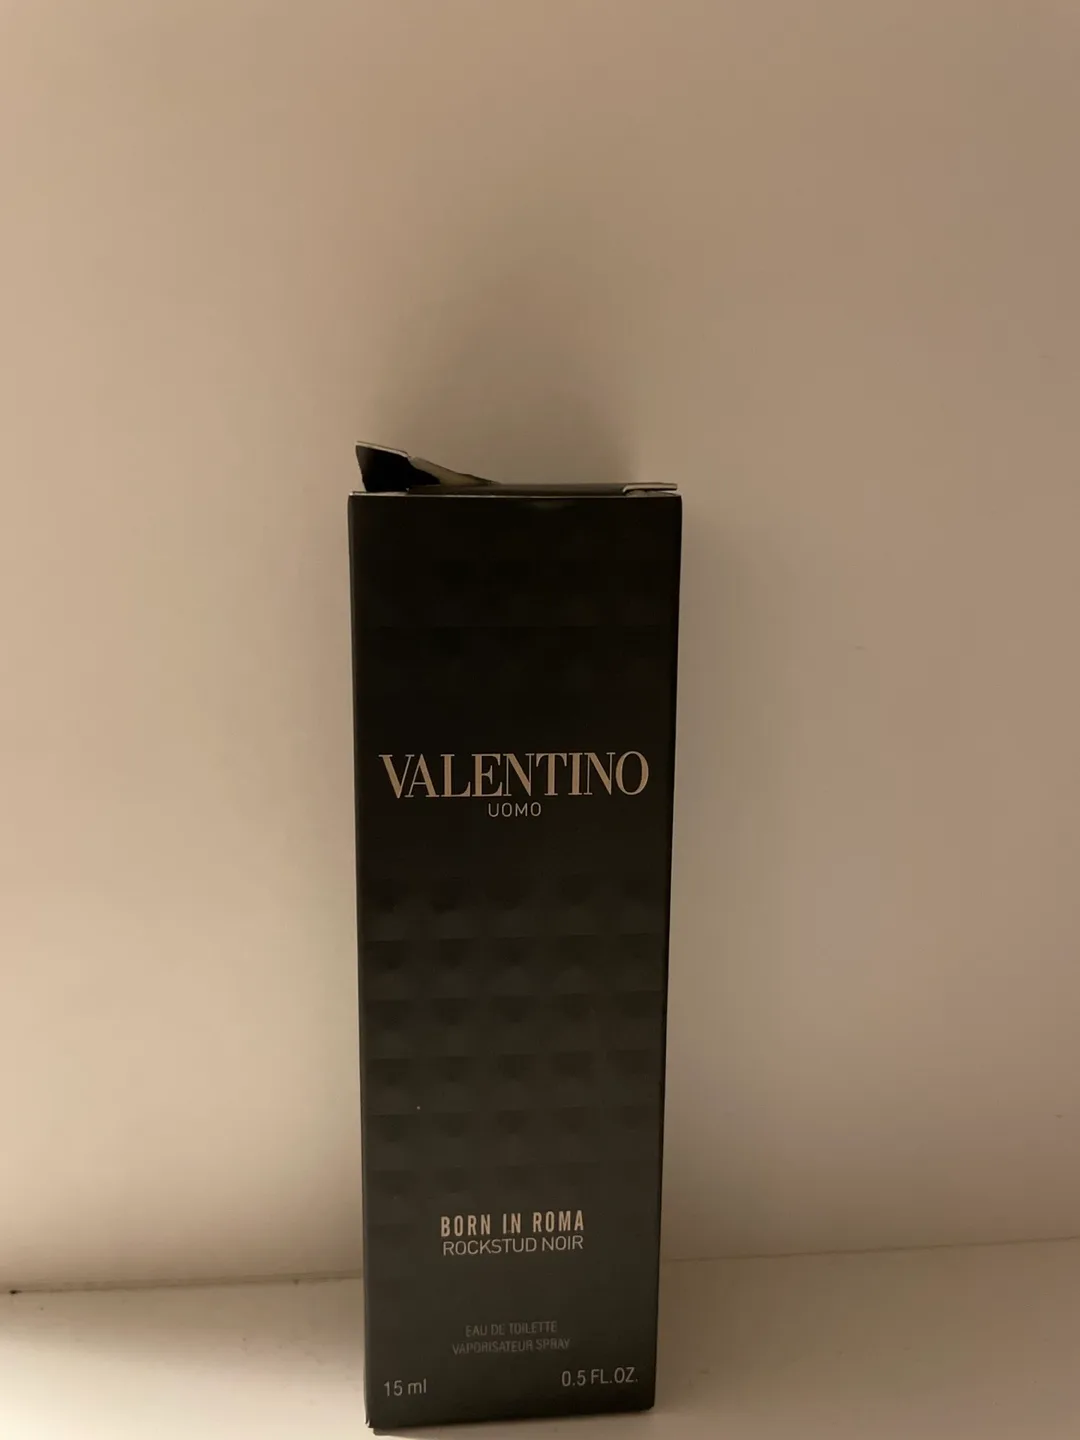 VALENTINO
UOMO
BORN IN ROMA
ROCKSTUD NOIR
EAU DE TOILETTE
VAPORISATEUR SPRAY
15 ml
0.5 FL.OZ.